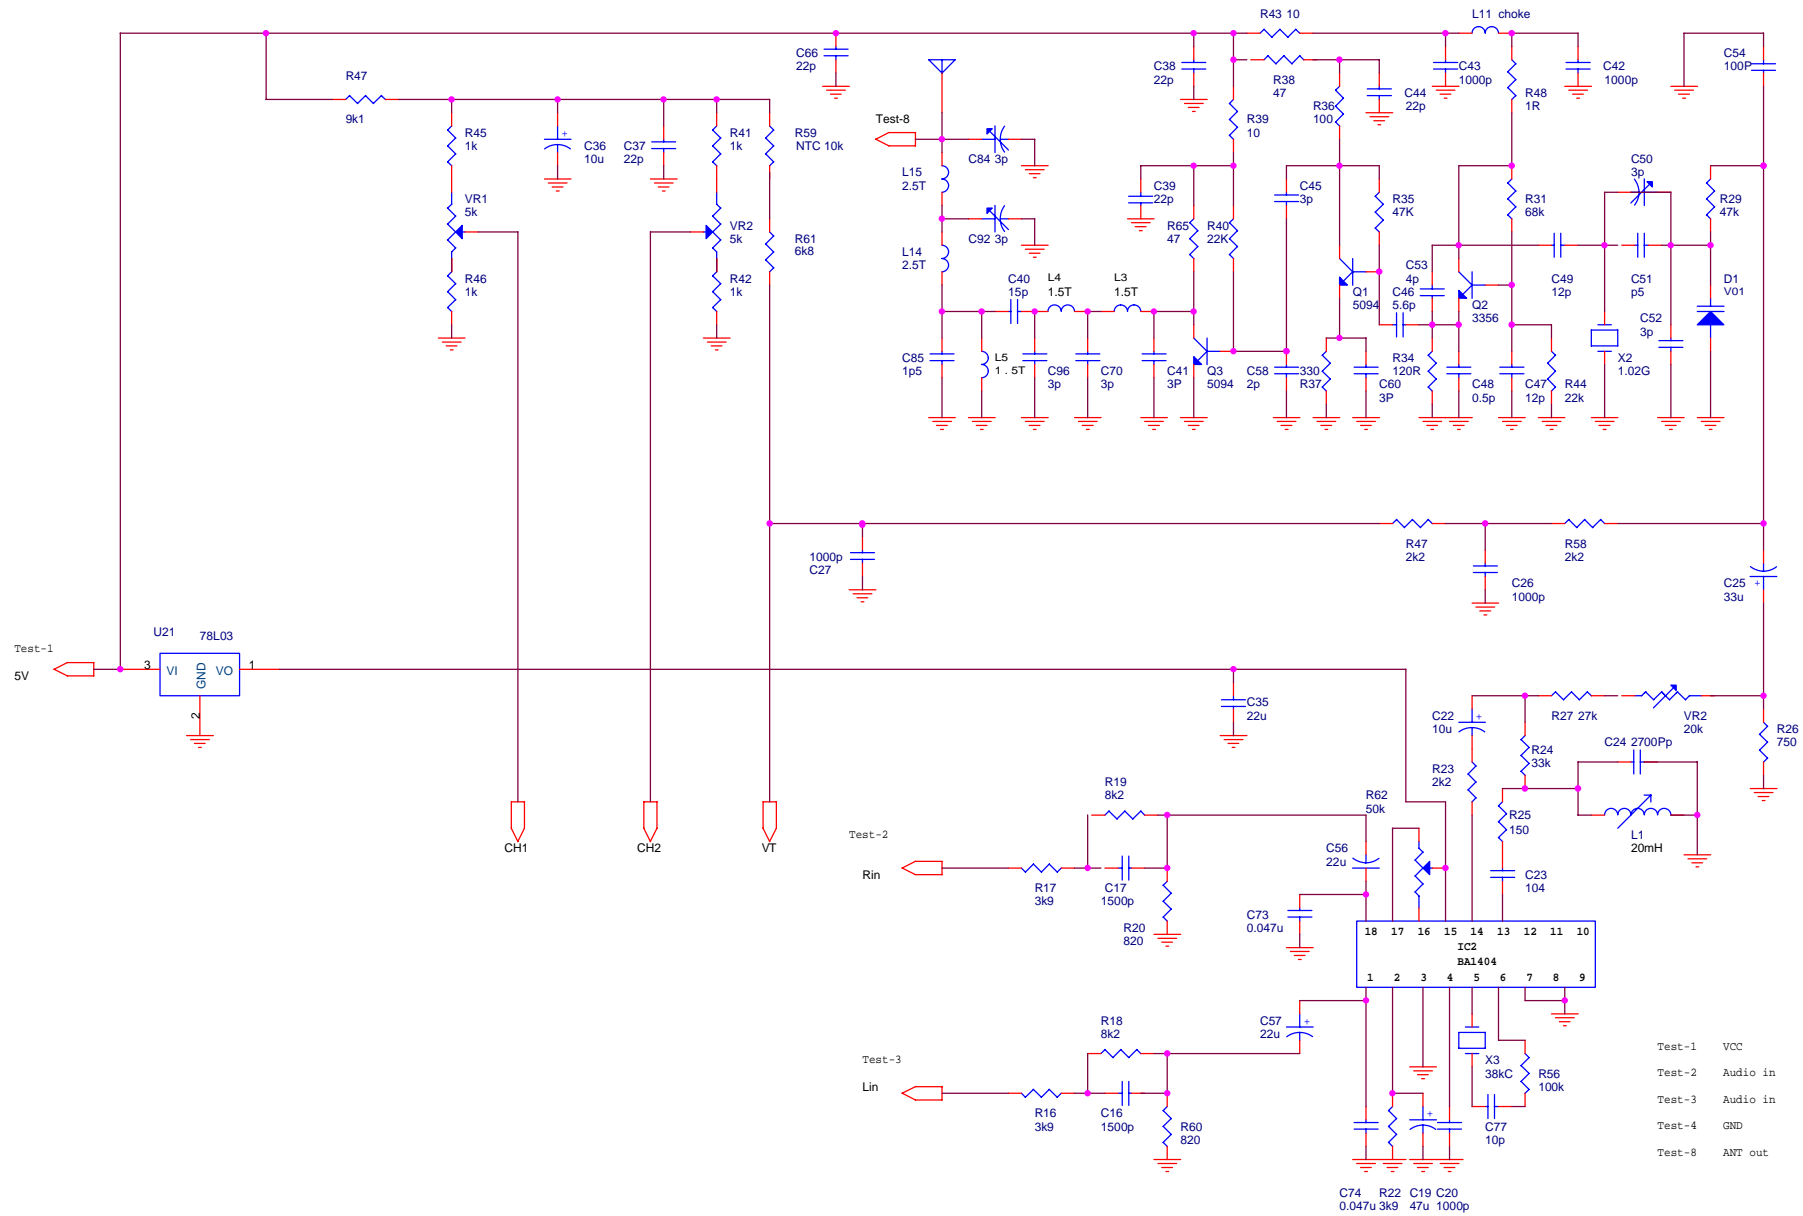 R43 10
L11 choke
C66
22p
C38
22p
R38
47
C43
1000p
C42
1000p
C54
100P
R48
1R
R47
9k1
C44
22p
R36
100
R39
10
Test-8
R45
1k
C36
10u
C37
22p
R41
1k
R59
NTC 10k
C84 3p
L15
2.5T
C50
3p
C39
22p
C45
3p
R35
47K
R31
68k
R29
47k
VR1
5k
VR2
5k
R61
6k8
C92 3p
R65
47
R40
22K
L14
2.5T
R46
1k
R42
1k
C40
15p
L4
1.5T
L3
1.5T
C53
4p
C46
5.6p
Q1
5094
Q2
3356
C49
12p
C51
p5
D1
V01
C52
3p
C85
1p5
L5
1 . 5T
C96
3p
C70
3p
C41
3P
Q3
5094
C58
2p
330
R37
C60
3P
R34
120R
C48
0.5p
C47
12p
R44
22k
X2
1.02G
1000p
C27
R47
2k2
R58
2k2
C26
1000p
C25
33u
U21
78L03
Test-1
5V
3
VI
GND
VO
1
2
C35
22u
C22
10u
R27 27k
VR2
20k
R26
750
R24
33k
C24 2700Pp
R23
2k2
R19
8k2
R62
50k
R25
150
L1
20mH
CH1
CH2
VT
Test-2
Rin
R17
3k9
C17
1500p
C56
22u
C23
104
R20
820
C73
0.047u
18 17 16 15 14 13 12 11 10
IC2
BA1404
1 2 3 4 5 6 7 8 9
R18
8k2
C57
22u
Test-3
Lin
R16
3k9
C16
1500p
R60
820
X3
38kC
R56
100k
C77
10p
Test-1 VCC
Test-2 Audio in
Test-3 Audio in
Test-4 GND
Test-8 ANT out
C74 R22 C19 C20
0.047u 3k9 47u 1000p